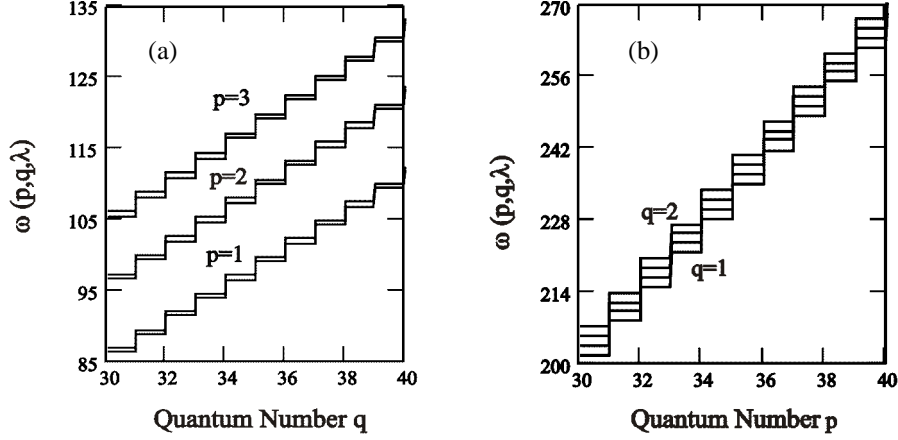 (a)
135
125
115
105
95
85
ω (p,q,λ)
p=3
p=2
p=1
30 32 34 36 38 40
Quantum Number q
(b)
270
256
242
228
214
200
ω (p,q,λ)
q=2
q=1
30 32 34 36 38 40
Quantum Number p